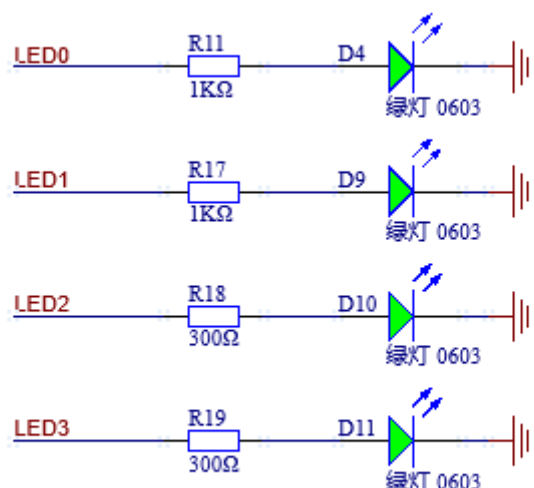 LED0 R11 D4
1KΩ 绿灯 0603
LED1 R17 D9
1KΩ 绿灯 0603
LED2 R18 D10
300Ω 绿灯 0603
LED3 R19 D11
300Ω 绿灯 0603